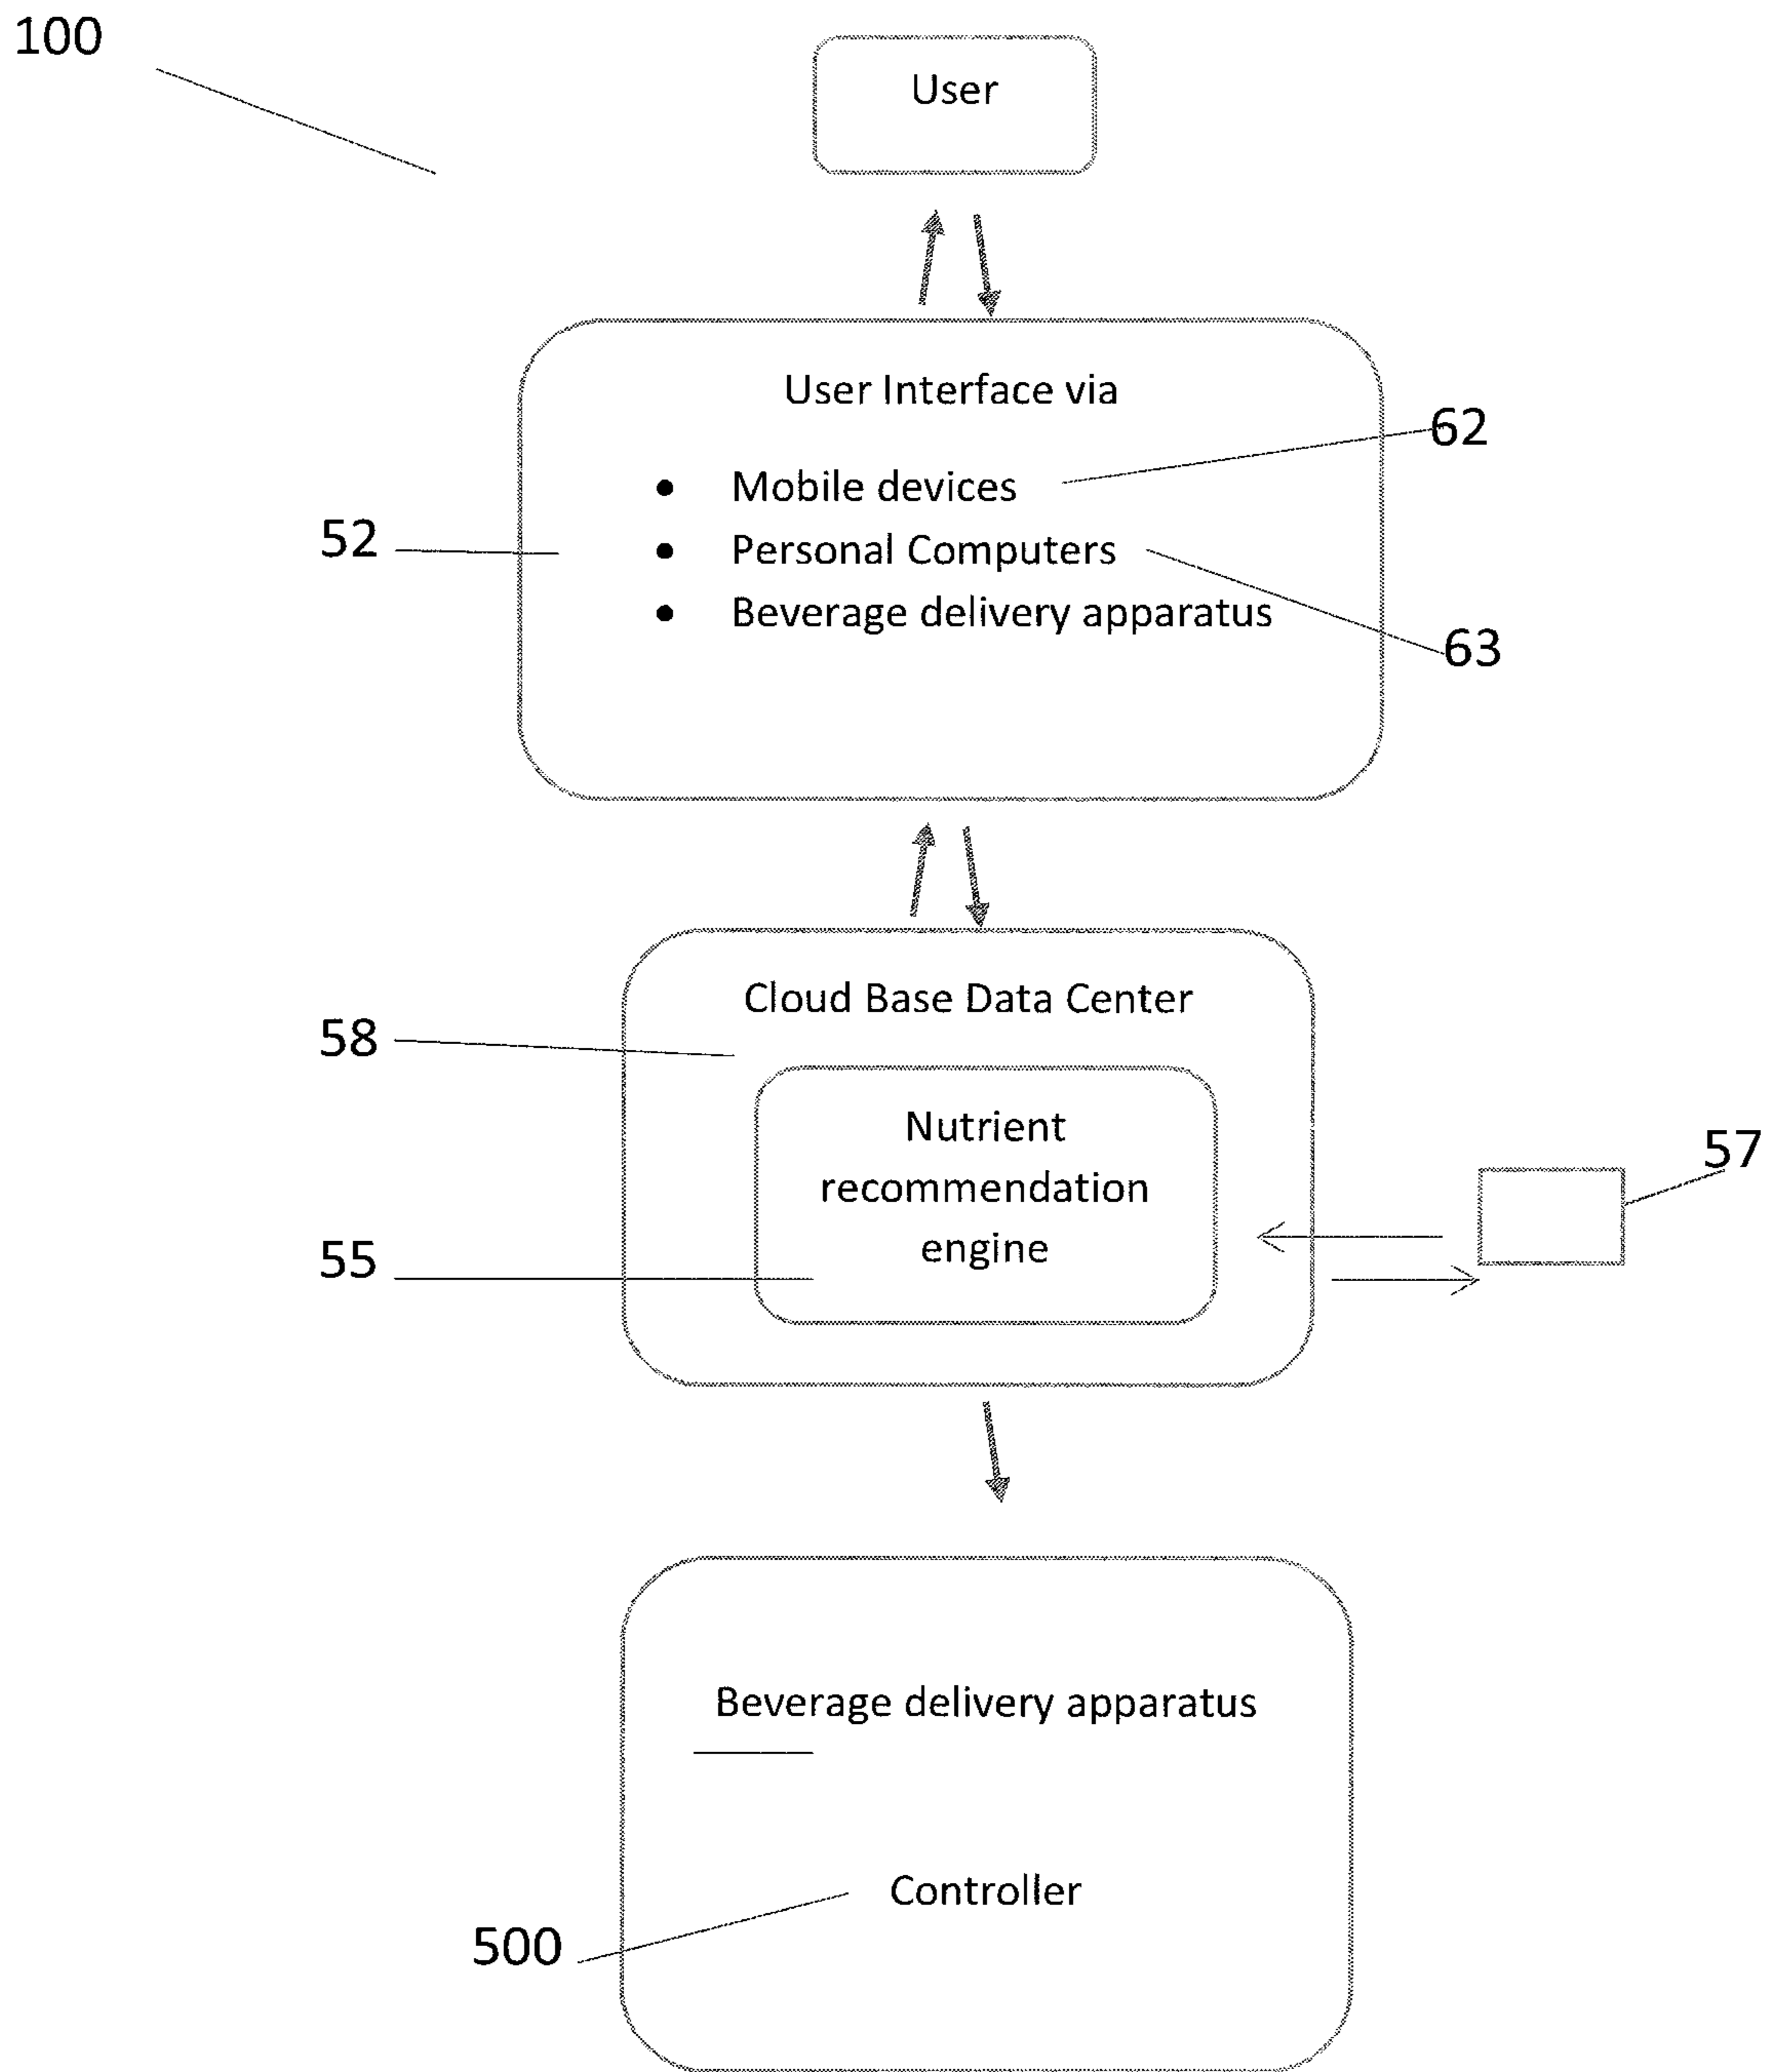 100
User
User Interface via
62
• Mobile devices
52
• Personal Computers
• Beverage delivery apparatus
63
Cloud Base Data Center
58
Nutrient
57
recommendation
engine
55
Beverage delivery apparatus
Controller
500